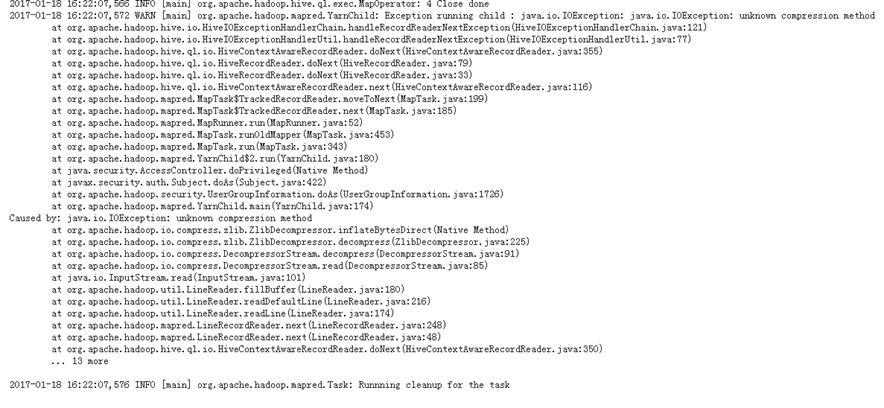 2017-01-18 16:22:07,566 INFO [main] org.apache.hadoop.hive.ql.exec.MapOperator: 4 Close done
2017-01-18 16:22:07,572 WARN [main] org.apache.hadoop.mapred.YarnChild: Exception running child : java.io.IOException: java.io.IOException: unknown compression method
at org.apache.hadoop.hive.io.HiveIOExceptionHandlerChain.handleRecordReaderNextException(HiveIOExceptionHandlerChain.java:121)
at org.apache.hadoop.hive.io.HiveIOExceptionHandlerUtil.handleRecordReaderNextException(HiveIOExceptionHandlerUtil.java:77)
at org.apache.hadoop.hive.ql.io.HiveContextAwareRecordReader.doNext(HiveContextAwareRecordReader.java:355)
at org.apache.hadoop.hive.ql.io.HiveRecordReader.doNext(HiveRecordReader.java:79)
at org.apache.hadoop.hive.ql.io.HiveRecordReader.doNext(HiveRecordReader.java:33)
at org.apache.hadoop.hive.ql.io.HiveContextAwareRecordReader.next(HiveContextAwareRecordReader.java:116)
at org.apache.hadoop.mapred.MapTask$TrackedRecordReader.moveToNext(MapTask.java:199)
at org.apache.hadoop.mapred.MapTask$TrackedRecordReader.next(MapTask.java:185)
at org.apache.hadoop.mapred.MapRunner.run(MapRunner.java:52)
at org.apache.hadoop.mapred.MapTask.runOldMapper(MapTask.java:453)
at org.apache.hadoop.mapred.MapTask.run(MapTask.java:343)
at org.apache.hadoop.mapred.YarnChild$2.run(YarnChild.java:180)
at java.security.AccessController.doPrivileged(Native Method)
at javax.security.auth.Subject.doAs(Subject.java:422)
at org.apache.hadoop.security.UserGroupInformation.doAs(UserGroupInformation.java:1726)
at org.apache.hadoop.mapred.YarnChild.main(YarnChild.java:174)
Caused by: java.io.IOException: unknown compression method
at org.apache.hadoop.io.compress.zlib.ZlibDecompressor.inflateBytesDirect(Native Method)
at org.apache.hadoop.io.compress.zlib.ZlibDecompressor.decompress(ZlibDecompressor.java:225)
at org.apache.hadoop.io.compress.DecompressorStream.decompress(DecompressorStream.java:91)
at org.apache.hadoop.io.compress.DecompressorStream.read(DecompressorStream.java:85)
at java.io.InputStream.read(InputStream.java:101)
at org.apache.hadoop.util.LineReader.fillBuffer(LineReader.java:180)
at org.apache.hadoop.util.LineReader.readDefaultLine(LineReader.java:216)
at org.apache.hadoop.util.LineReader.readLine(LineReader.java:174)
at org.apache.hadoop.mapred.LineRecordReader.next(LineRecordReader.java:248)
at org.apache.hadoop.mapred.LineRecordReader.next(LineRecordReader.java:48)
at org.apache.hadoop.hive.ql.io.HiveContextAwareRecordReader.doNext(HiveContextAwareRecordReader.java:350)
... 13 more
2017-01-18 16:22:07,576 INFO [main] org.apache.hadoop.mapred.Task: Runnning cleanup for the task